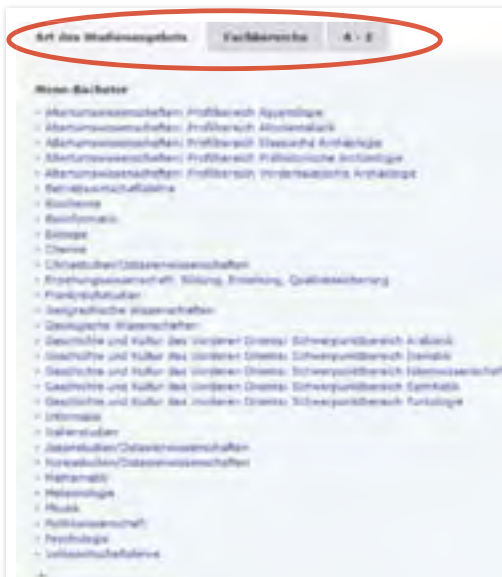 Art des Studienangebots Fachbereiche A - Z
Mono-Bachelor
- Altertumswissenschaften: Profilbereich Ägyptologie
- Altertumswissenschaften: Profilbereich Altorientalistik
- Altertumswissenschaften: Profilbereich Klassische Archäologie
- Altertumswissenschaften: Profilbereich Prähistorische Archäologie
- Altertumswissenschaften: Profilbereich Vorderasiatische Archäologie
- Betriebswirtschaftslehre
- Biochemie
- Bioinformatik
- Biologie
- Chemie
- Chinastudien/Ostasienwissenschaften
- Erziehungswissenschaft: Bildung, Erziehung, Qualitätssicherung
- Frankreichstudien
- Geographische Wissenschaften
- Geologische Wissenschaften
- Geschichte und Kultur des Vorderen Orients: Schwerpunktbereich Arabistik
- Geschichte und Kultur des Vorderen Orients: Schwerpunktbereich Iranistik
- Geschichte und Kultur des Vorderen Orients: Schwerpunktbereich Islamwissenschaft
- Geschichte und Kultur des Vorderen Orients: Schwerpunktbereich Semitistik
- Geschichte und Kultur des Vorderen Orients: Schwerpunktbereich Turkologie
- Informatik
- Italienstudien
- Japanstudien/Ostasienwissenschaften
- Koreastudien/Ostasienwissenschaften
- Mathematik
- Meteorologie
- Physik
- Politikwissenschaft
- Psychologie
- Volkswirtschaftslehre